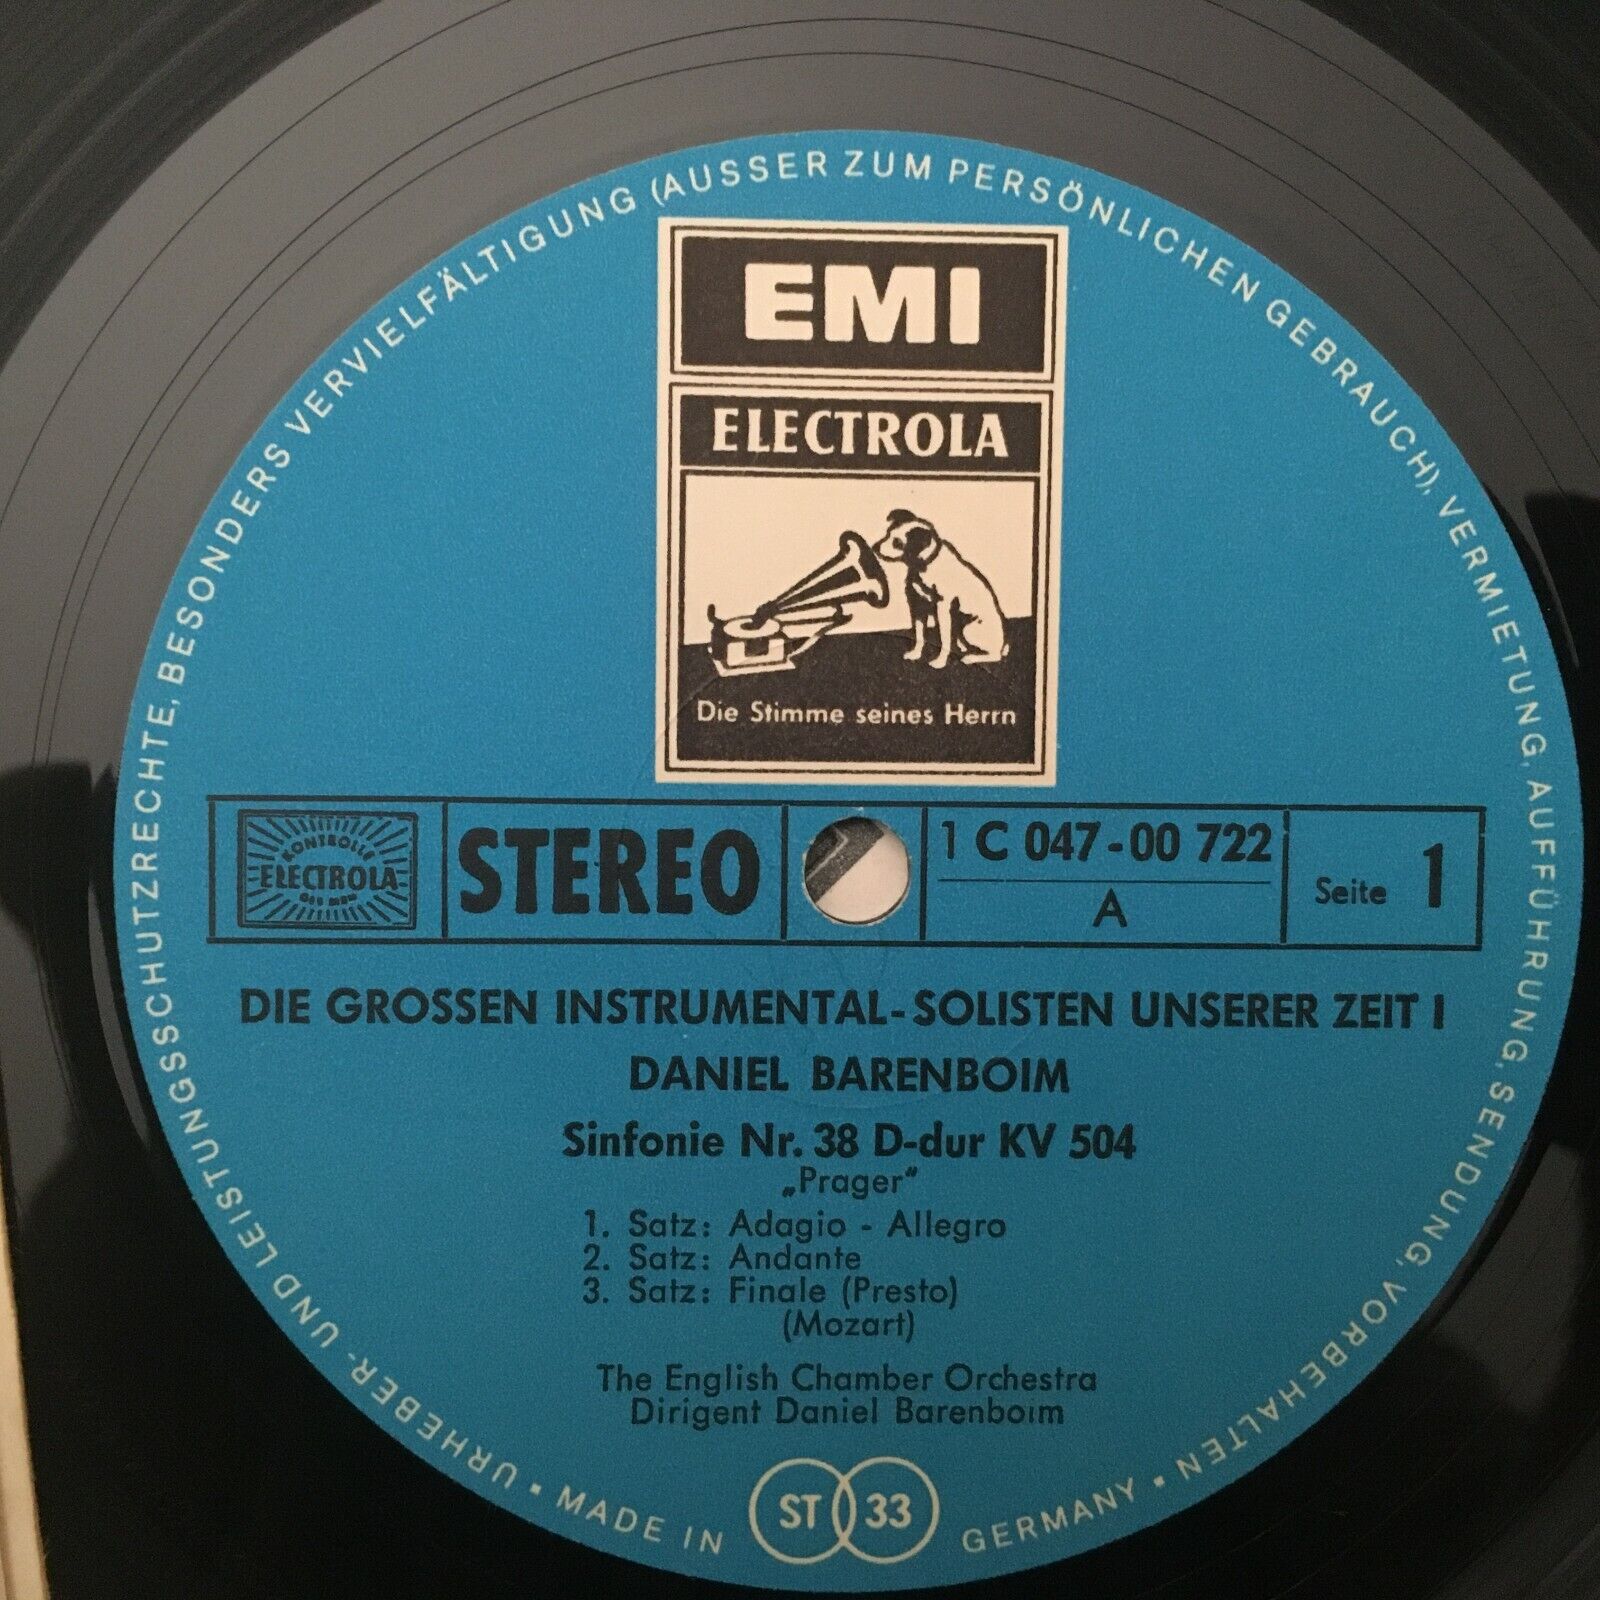 URHEBER- UND LEISTUNGSSCHUTZRECHTE, BESONDERS VERVIELFÄLTIGUNG (AUSSER ZUM PERSÖNLICHEN GEBRAUCH), VERMIETUNG, AUFFÜHRUNG, SENDUNG, VORBEHALTEN
EMI
ELECTROLA
Die Stimme seines Herrn
KONTROLLE
ELECTROLA
STEREO
1 C 047-00 722
A
Seite 1
DIE GROSSEN INSTRUMENTAL-SOLISTEN UNSERER ZEIT I
DANIEL BARENBOIM
Sinfonie Nr. 38 D-dur KV 504
„Prager“
1. Satz: Adagio - Allegro
2. Satz: Andante
3. Satz: Finale (Presto)
(Mozart)
The English Chamber Orchestra
Dirigent Daniel Barenboim
MADE IN ST 33 GERMANY